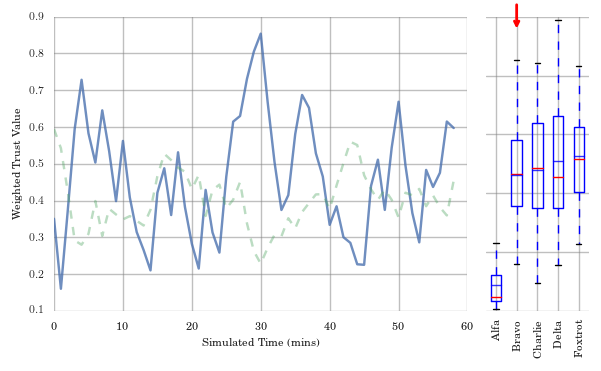 0.9
0.8
0.7
0.6
0.5
0.4
0.3
0.2
0.1
Weighted Trust Value
0 10 20 30 40 50 60
Simulated Time (mins)
Alfa
Bravo
Charlie
Delta
Foxtrot